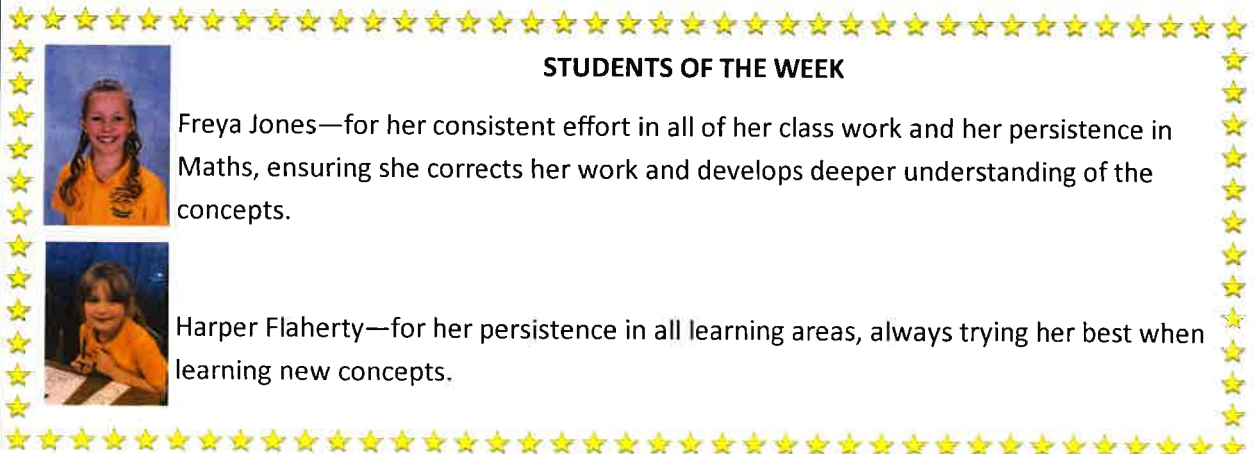 STUDENTS OF THE WEEK
Freya Jones—for her consistent effort in all of her class work and her persistence in
Maths, ensuring she corrects her work and develops deeper understanding of the
concepts.
Harper Flaherty—for her persistence in all learning areas, always trying her best when
learning new concepts.